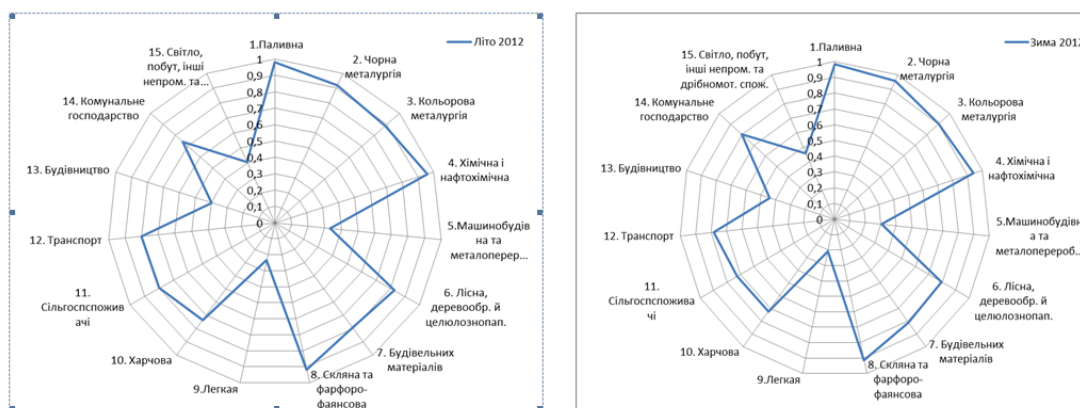 Літо 2012
1.Паливна
2. Чорна
металургія
3. Кольорова
металургія
4. Хімічна і
нафтохімічна
5.Машинобудів
на та
металоперер...
6. Лісна,
деревообр. й
целюлознопап.
7. Будівельних
матеріалів
8. Скляна та
фарфоро-
фаянсова
9.Легкая
10. Харчова
11.
Сільгоспспожив
ачі
12. Транспорт
13. Будівництво
14. Комунальне
господарство
15. Світло,
побут, інші
непром. та...
1
0,9
0,8
0,7
0,6
0,5
0,4
0,3
0,2
0,1
0
Зима 2012
1.Паливна
2. Чорна
металургія
3. Кольорова
металургія
4. Хімічна і
нафтохімічна
5.Машинобудівн
а та
металоперероб...
6. Лісна,
деревообр. й
целюлознопап.
7. Будівельних
матеріалів
8. Скляна та
фарфоро-
фаянсова
9.Легкая
10. Харчова
11.
Сільгоспспожива
чі
12. Транспорт
13. Будівництво
14. Комунальне
господарство
15. Світло, побут,
інші непром. та
дрібномот. спож.
1
0,9
0,8
0,7
0,6
0,5
0,4
0,3
0,2
0,1
0